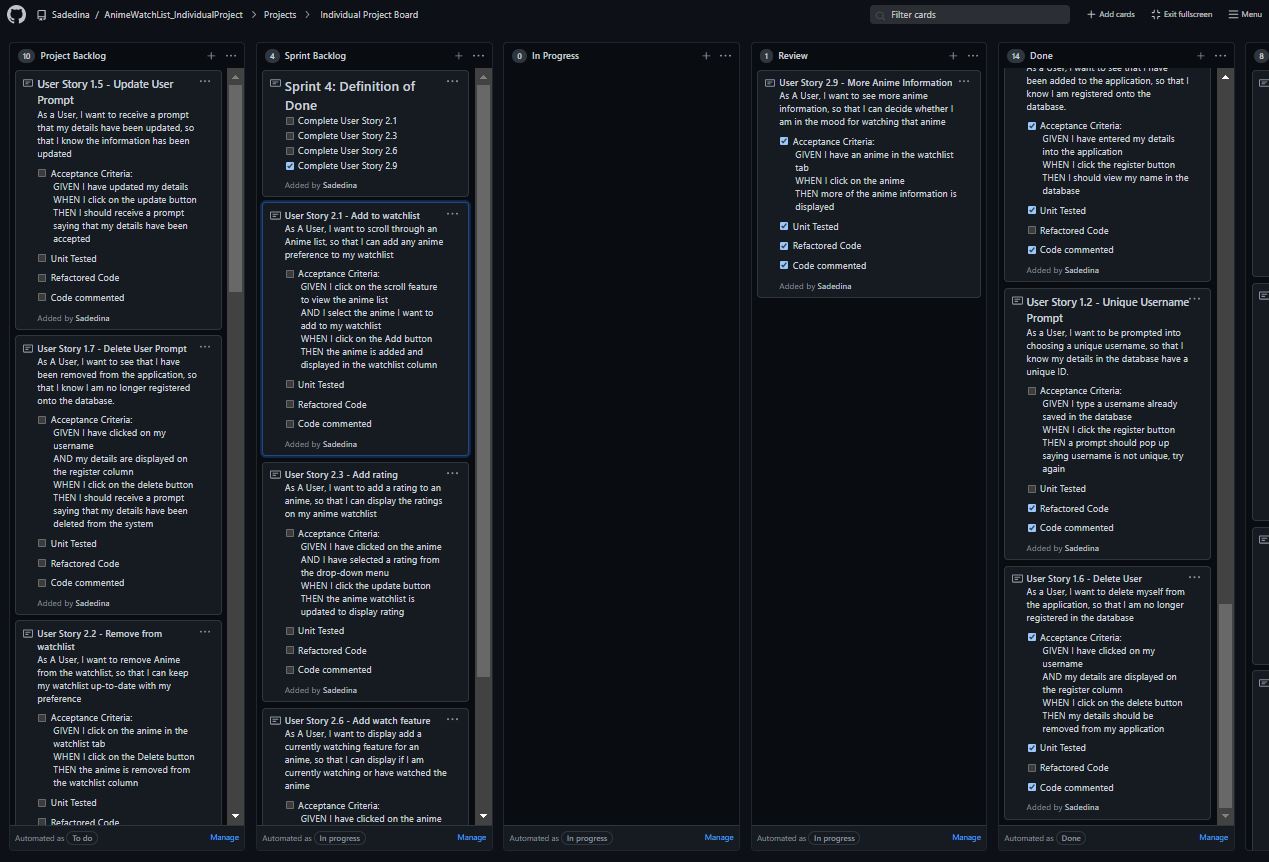 Sadedina / AnimeWatchList_IndividualProject > Projects > Individual Project Board
Filter cards
+ Add cards
Exit fullscreen
Menu
10 Project Backlog
User Story 1.5 - Update User
Prompt
As a User, I want to receive a prompt
that my details have been updated, so
that I know the information has been
updated
Acceptance Criteria:
GIVEN I have updated my details
WHEN I click on the update button
THEN I should receive a prompt
saying that my details have been
accepted
Unit Tested
Refactored Code
Code commented
Added by Sadedina
User Story 1.7 - Delete User Prompt
As A User, I want to see that I have
been removed from the application, so
that I know I am no longer registered
onto the database.
Acceptance Criteria:
GIVEN I have clicked on my
username
AND my details are displayed on
the register column
WHEN I click on the delete button
THEN I should receive a prompt
saying that my details have been
deleted from the system
Unit Tested
Refactored Code
Code commented
Added by Sadedina
User Story 2.2 - Remove from
watchlist
As A User, I want to remove Anime
from the watchlist, so that I can keep
my watchlist up-to-date with my
preference
Acceptance Criteria:
GIVEN I click on the anime in the
watchlist tab
WHEN I click on the Delete button
THEN the anime is removed from
the watchlist column
Unit Tested
Refactored Code
Automated as To do
Manage
4 Sprint Backlog
Sprint 4: Definition of
Done
Complete User Story 2.1
Complete User Story 2.3
Complete User Story 2.6
Complete User Story 2.9
Added by Sadedina
User Story 2.1 - Add to watchlist
As A User, I want to scroll through an
Anime list, so that I can add any anime
preference to my watchlist
Acceptance Criteria:
GIVEN I click on the scroll feature
to view the anime list
AND I select the anime I want to
add to my watchlist
WHEN I click on the Add button
THEN the anime is added and
displayed in the watchlist column
Unit Tested
Refactored Code
Code commented
Added by Sadedina
User Story 2.3 - Add rating
As A User, I want to add a rating to an
anime, so that I can display the ratings
on my anime watchlist
Acceptance Criteria:
GIVEN I have clicked on the anime
AND I have selected a rating from
the drop-down menu
WHEN I click the update button
THEN the anime watchlist is
updated to display rating
Unit Tested
Refactored Code
Code commented
Added by Sadedina
User Story 2.6 - Add watch feature
As A User, I want to display add a
currently watching feature for an
anime, so that I can display if I am
currently watching or have watched the
anime
Acceptance Criteria:
GIVEN I have clicked on the anime
Automated as In progress
Manage
0 In Progress
Automated as In progress
Manage
1 Review
User Story 2.9 - More Anime Information
As A User, I want to see more anime
information, so that I can decide whether I
am in the mood for watching that anime
Acceptance Criteria:
GIVEN I have an anime in the watchlist
tab
WHEN I click on the anime
THEN more of the anime information is
displayed
Unit Tested
Refactored Code
Code commented
Added by Sadedina
Automated as In progress
Manage
14 Done
As a User, I want to see that I have
been added to the application, so that I
know I am registered onto the
database.
Acceptance Criteria:
GIVEN I have entered my details
into the application
WHEN I click the register button
THEN I should view my name in the
database
Unit Tested
Refactored Code
Code commented
Added by Sadedina
User Story 1.2 - Unique Username
Prompt
As a User, I want to be prompted into
choosing a unique username, so that I
know my details in the database have a
unique ID.
Acceptance Criteria:
GIVEN I type a username already
saved in the database
WHEN I click the register button
THEN a prompt should pop up
saying username is not unique, try
again
Unit Tested
Refactored Code
Code commented
Added by Sadedina
User Story 1.6 - Delete User
As a User, I want to delete myself from
the application, so that I am no longer
registered in the database
Acceptance Criteria:
GIVEN I have clicked on my
username
AND my details are displayed on
the register column
WHEN I click on the delete button
THEN my details should be
removed from my application
Unit Tested
Refactored Code
Code commented
Added by Sadedina
Automated as Done
Manage
8